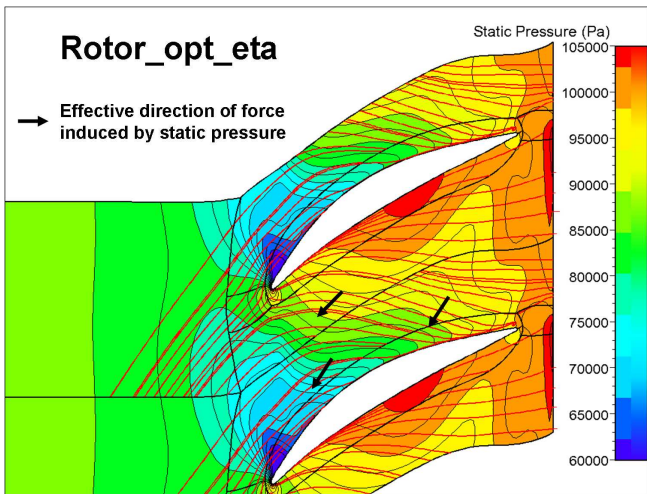 Rotor_opt_eta
Effective direction of force
induced by static pressure
Static Pressure (Pa)
105000
100000
95000
90000
85000
80000
75000
70000
65000
60000